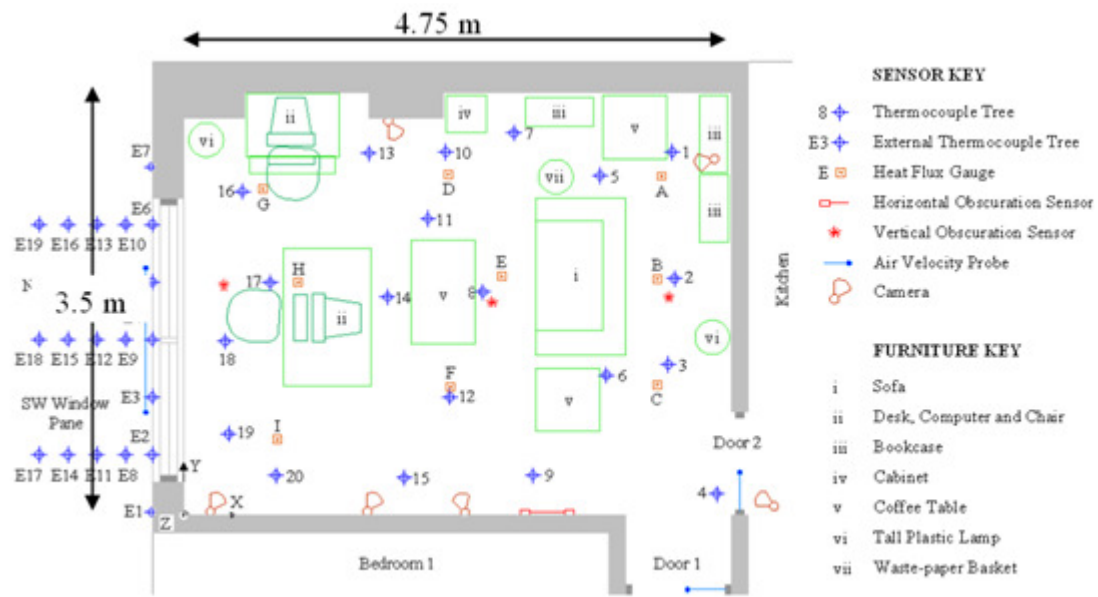 4.75 m
SENSOR KEY
8 Thermocouple Tree
E3 External Thermocouple Tree
E Heat Flux Gauge
Horizontal Obscuration Sensor
Vertical Obscuration Sensor
Air Velocity Probe
Camera
FURNITURE KEY
i Sofa
ii Desk, Computer and Chair
iii Bookcase
iv Cabinet
v Coffee Table
vi Tall Plastic Lamp
vii Waste-paper Basket
ii
iv
iii
v
iii
vi
7
E7
13
10
1
vii
5
16
G
D
A
E6
11
iii
E19 E16 E13 E10
N
17 H
E
B
2
i
Kitchen
3.5 m
14
v
8
ii
vi
E18 E15 E12 E9
18
3
F
6
C
SW Window
Pane
E3
12
v
E2
19
I
Door 2
E17 E14 E11 E8
Y
20
15
9
4
E1
Z
X
Bedroom 1
Door 1